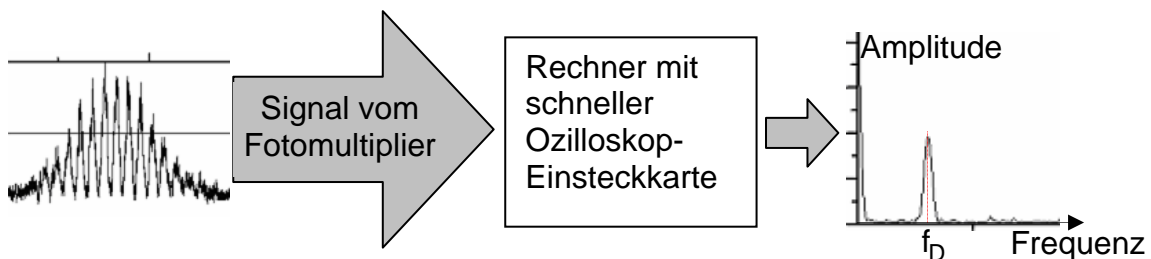 Signal vom
Fotomultiplier
Rechner mit
schneller
Ozilloskop-
Einsteckkarte
Amplitude
f_D
Frequenz